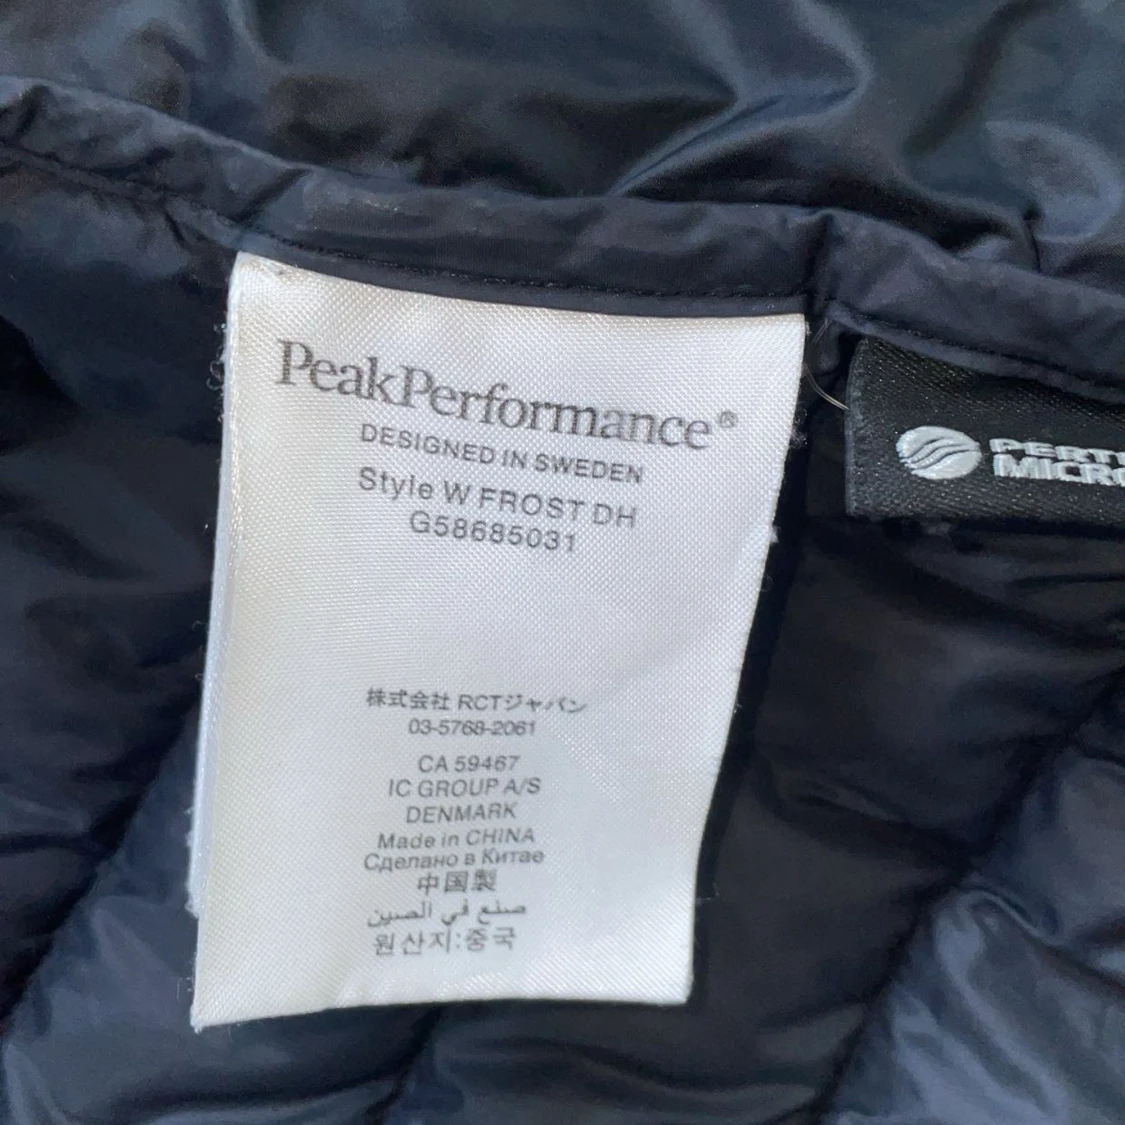 PeakPerformance®
DESIGNED IN SWEDEN
Style W FROST DH
G58685031
株式会社 RCTジャパン
03-5768-2061
CA 59467
IC GROUP A/S
DENMARK
Made in CHINA
Сделано в Китае
中国製
صنع في الصين
원산지:중국